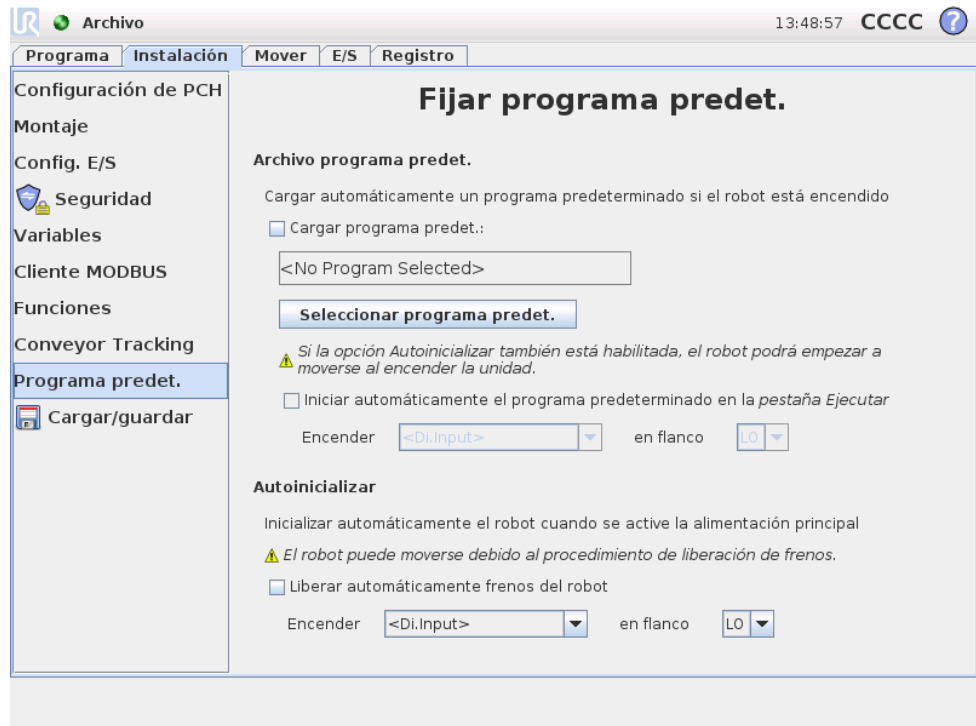 UR Archivo 13:48:57 CCCC ?
Programa Instalación Mover E/S Registro
Configuración de PCH
Montaje
Config. E/S
Seguridad
Variables
Cliente MODBUS
Funciones
Conveyor Tracking
Programa predet.
Cargar/guardar
Fijar programa predet.
Archivo programa predet.
Cargar automáticamente un programa predeterminado si el robot está encendido
Cargar programa predet.:
<No Program Selected>
Seleccionar programa predet.
Si la opción Autoinicializar también está habilitada, el robot podrá empezar a
moverse al encender la unidad.
Iniciar automáticamente el programa predeterminado en la pestaña Ejecutar
Encender <Di.Input> en flanco LO
Autoinicializar
Inicializar automáticamente el robot cuando se active la alimentación principal
El robot puede moverse debido al procedimiento de liberación de frenos.
Liberar automáticamente frenos del robot
Encender <Di.Input> en flanco LO